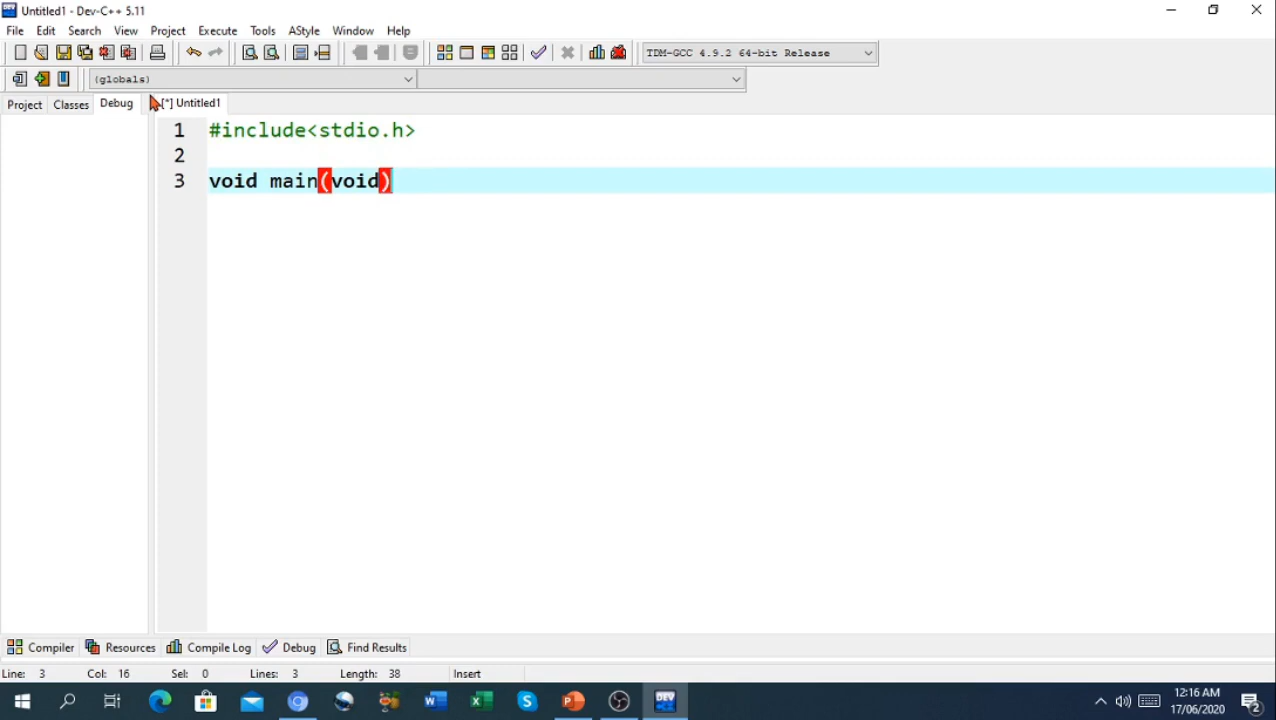 DEV Untitled1 - Dev-C++ 5.11
File Edit Search View Project Execute Tools AStyle Window Help
TDM-GCC 4.9.2 64-bit Release
(globals)
Project Classes Debug [*] Untitled1
1 #include<stdio.h>
2
3 void main(void)
Compiler Resources Compile Log Debug Find Results
Line: 3 Col: 16 Sel: 0 Lines: 3 Length: 38 Insert
DEV
12:16 AM
17/06/2020
2